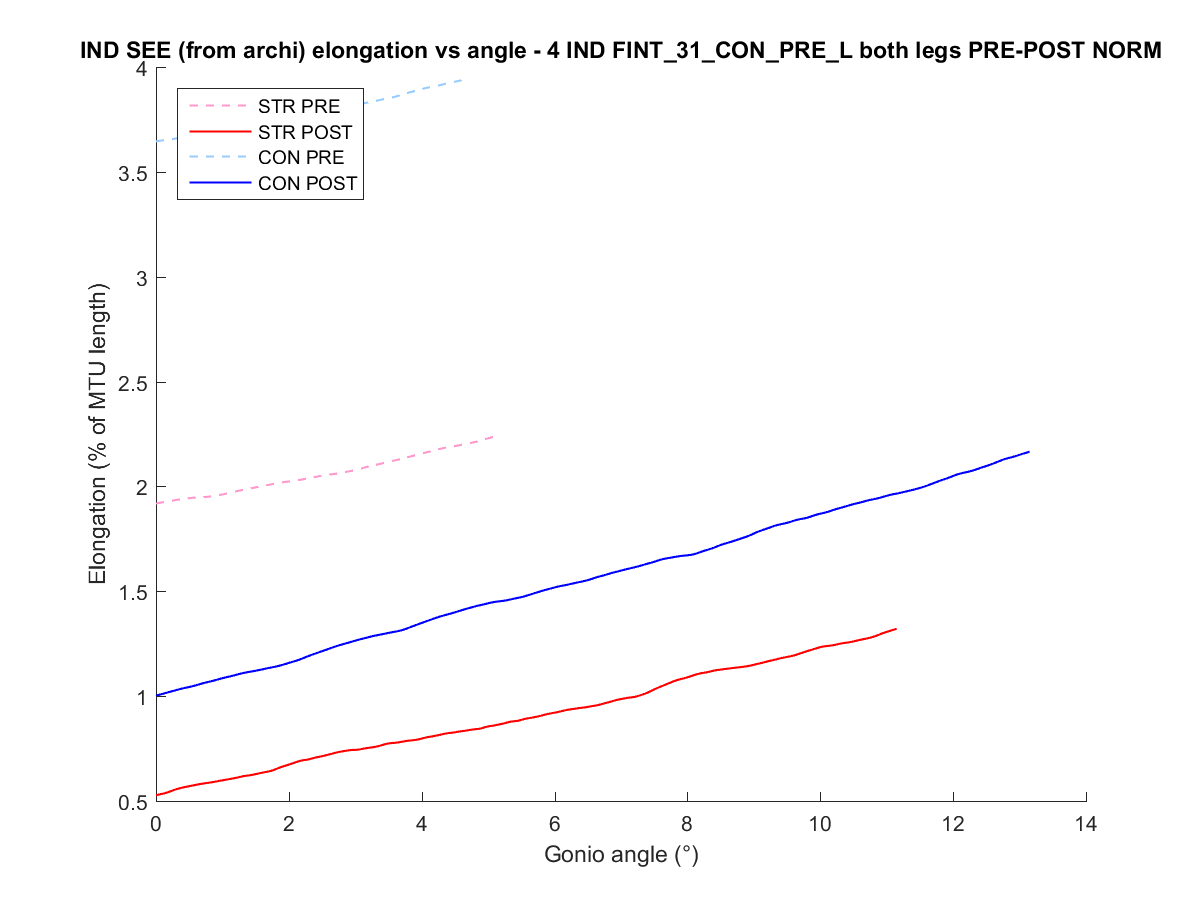 IND SEE (from archi) elongation vs angle - 4 IND FINT_31_CON_PRE_L both legs PRE-POST NORM
4
3.5
3
2.5
2
1.5
1
0.5
Elongation (% of MTU length)
STR PRE
STR POST
CON PRE
CON POST
0
2
4
6
8
10
12
14
Gonio angle (°)